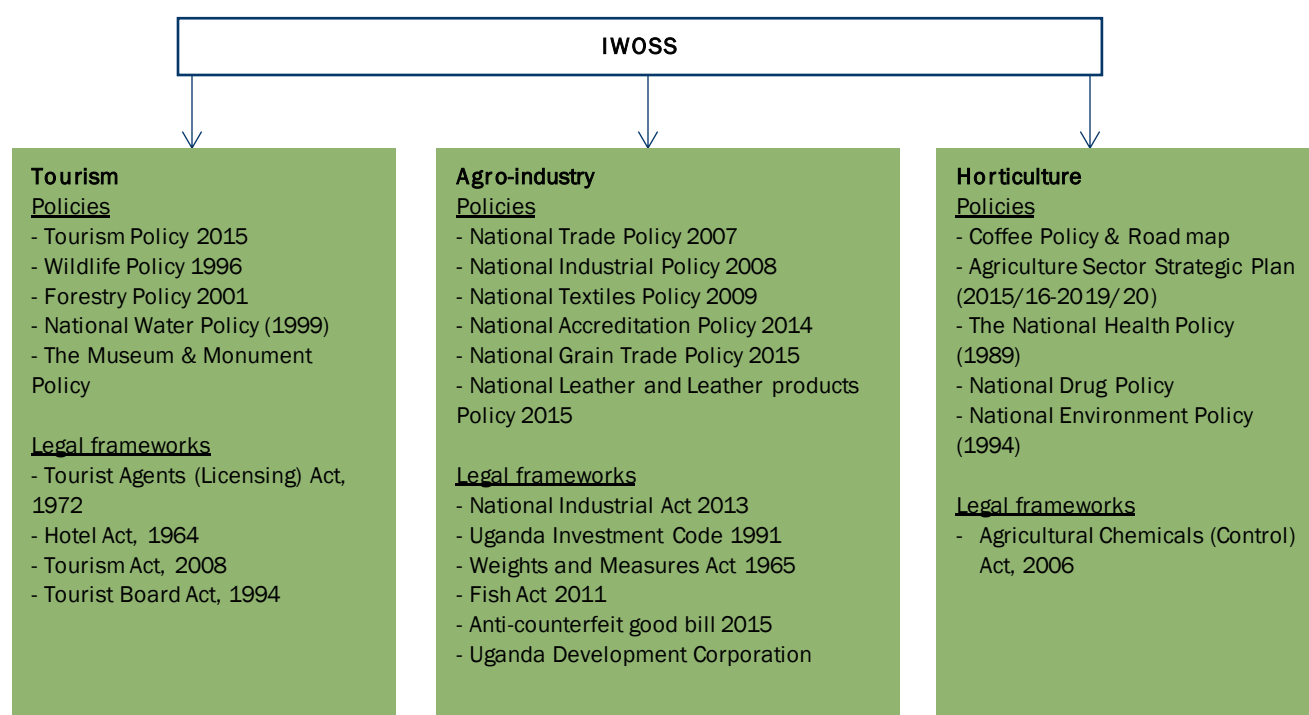 IWOSS
Tourism
Policies
- Tourism Policy 2015
- Wildlife Policy 1996
- Forestry Policy 2001
- National Water Policy (1999)
- The Museum & Monument
Policy
Legal frameworks
- Tourist Agents (Licensing) Act,
1972
- Hotel Act, 1964
- Tourism Act, 2008
- Tourist Board Act, 1994
Agro-industry
Policies
- National Trade Policy 2007
- National Industrial Policy 2008
- National Textiles Policy 2009
- National Accreditation Policy 2014
- National Grain Trade Policy 2015
- National Leather and Leather products
Policy 2015
Legal frameworks
- National Industrial Act 2013
- Uganda Investment Code 1991
- Weights and Measures Act 1965
- Fish Act 2011
- Anti-counterfeit good bill 2015
- Uganda Development Corporation
Horticulture
Policies
- Coffee Policy & Road map
- Agriculture Sector Strategic Plan
(2015/16-2019/20)
- The National Health Policy
(1989)
- National Drug Policy
- National Environment Policy
(1994)
Legal frameworks
- Agricultural Chemicals (Control)
Act, 2006